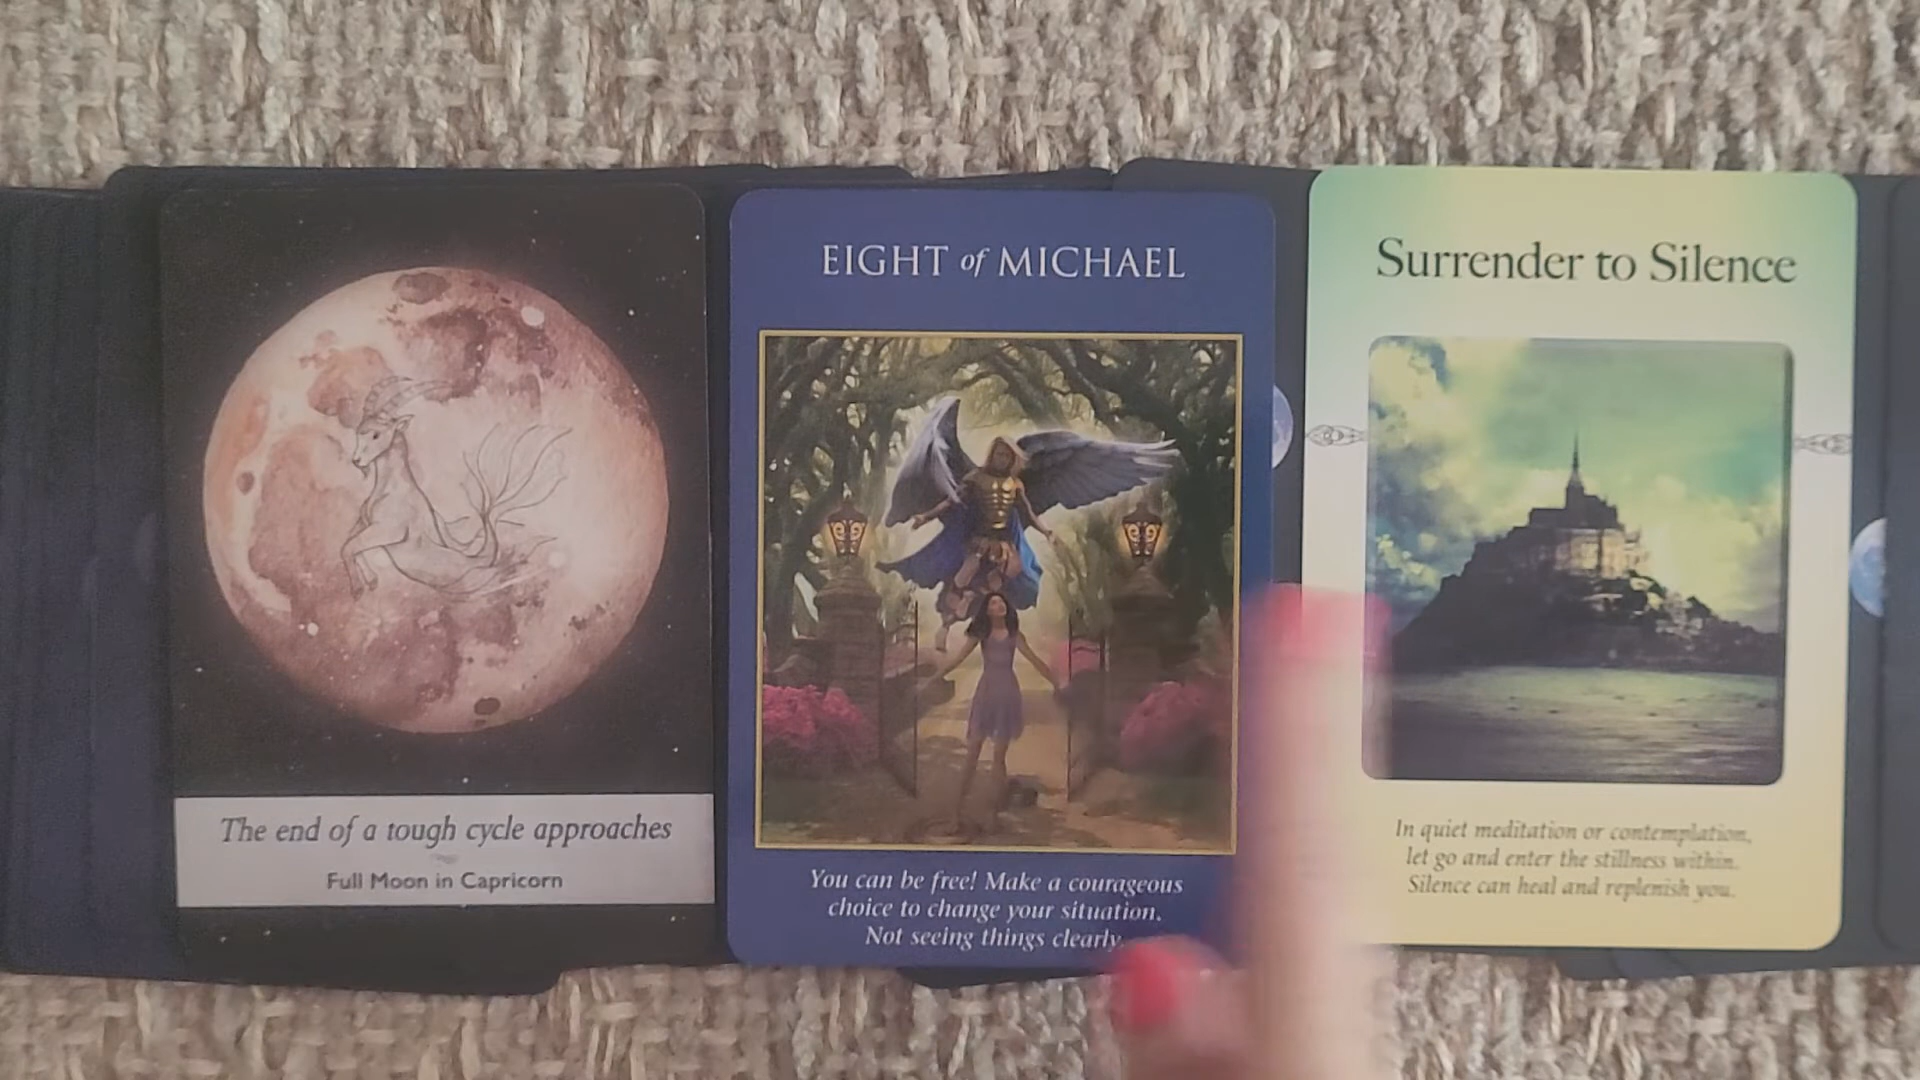 The end of a tough cycle approaches
Full Moon in Capricorn
EIGHT of MICHAEL
You can be free! Make a courageous
choice to change your situation.
Not seeing things clearly.
Surrender to Silence
In quiet meditation or contemplation,
let go and enter the stillness within.
Silence can heal and replenish you.